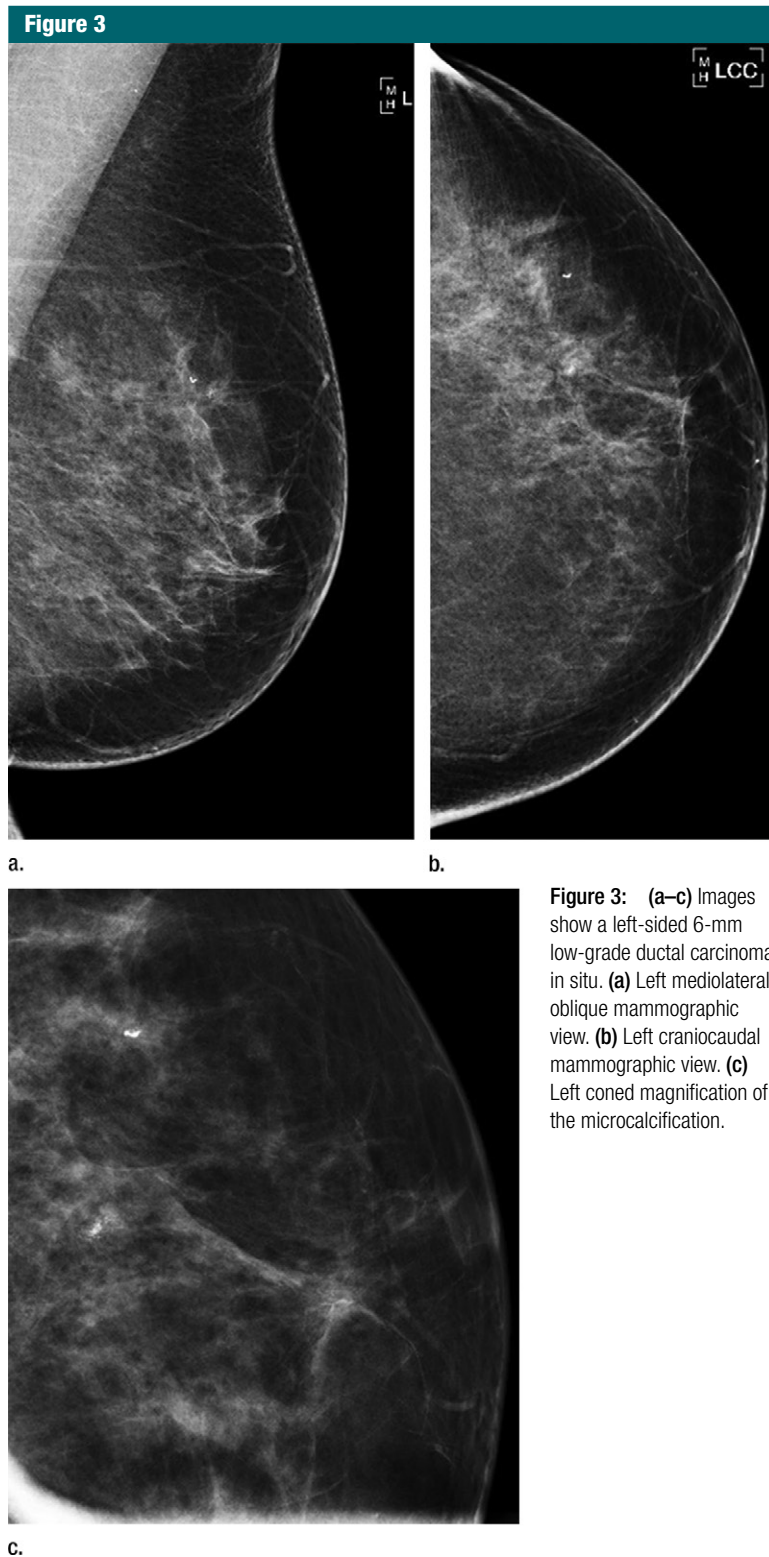 Figure 3
M
H L
M
H LCC
a.
b.
Figure 3: (a–c) Images
show a left-sided 6-mm
low-grade ductal carcinoma
in situ. (a) Left mediolateral
oblique mammographic
view. (b) Left craniocaudal
mammographic view. (c)
Left coned magnification of
the microcalcification.
c.